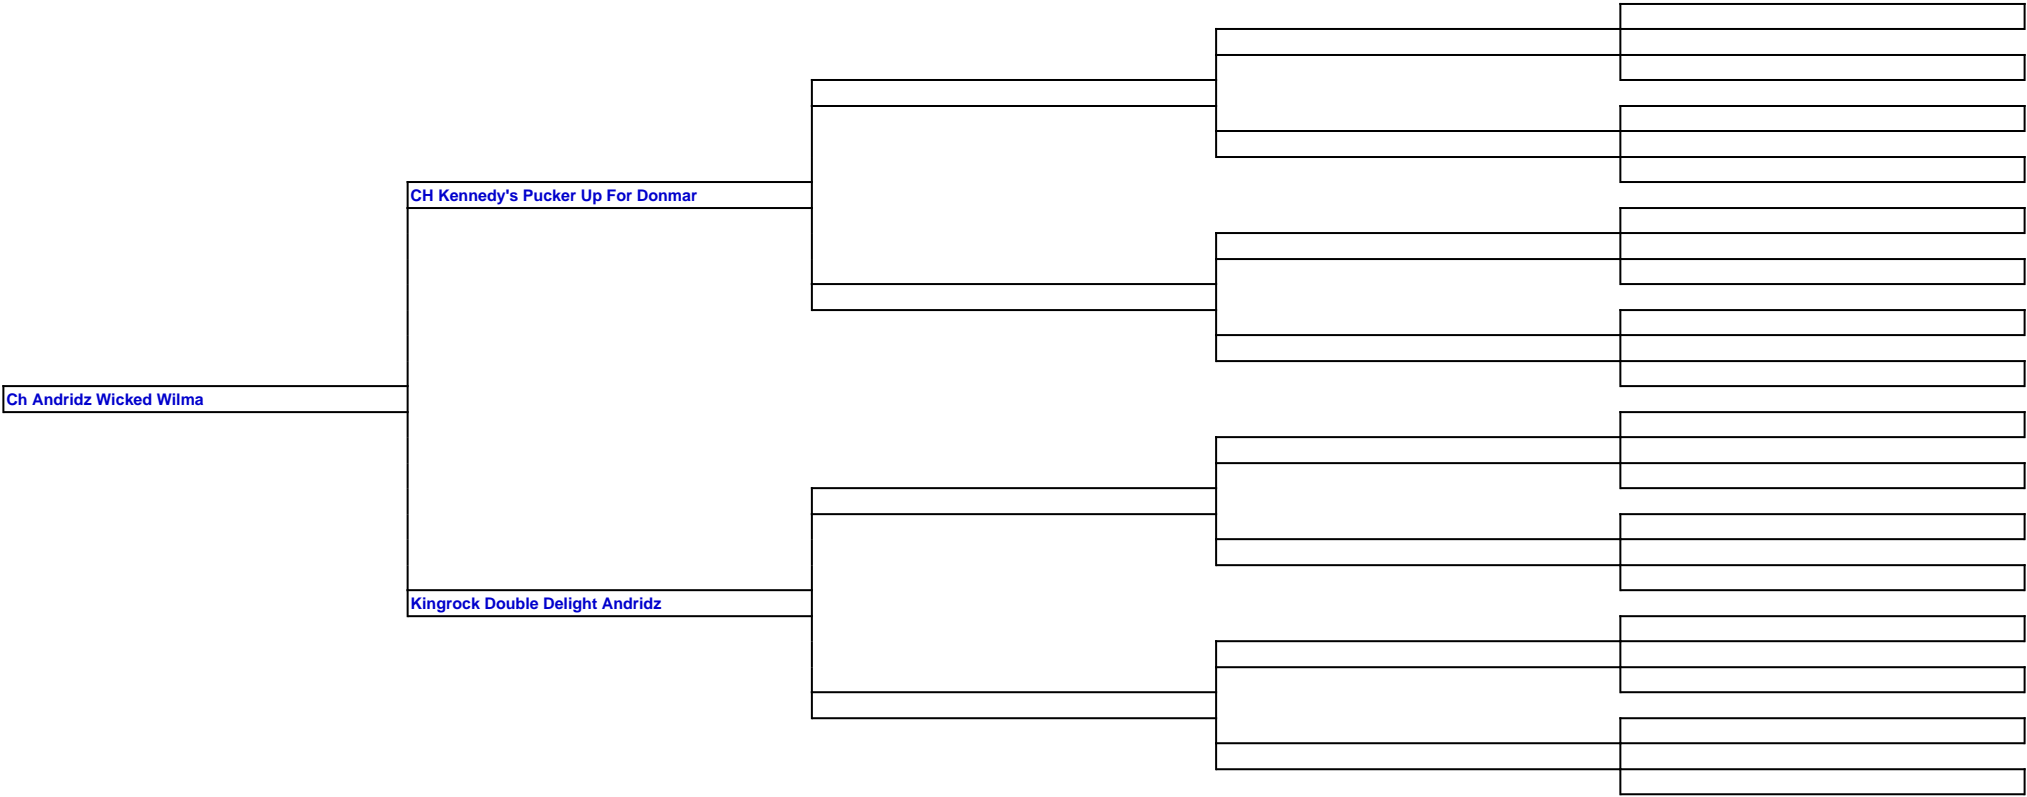 CH Kennedy's Pucker Up For Donmar
Ch Andridz Wicked Wilma
Kingrock Double Delight Andridz